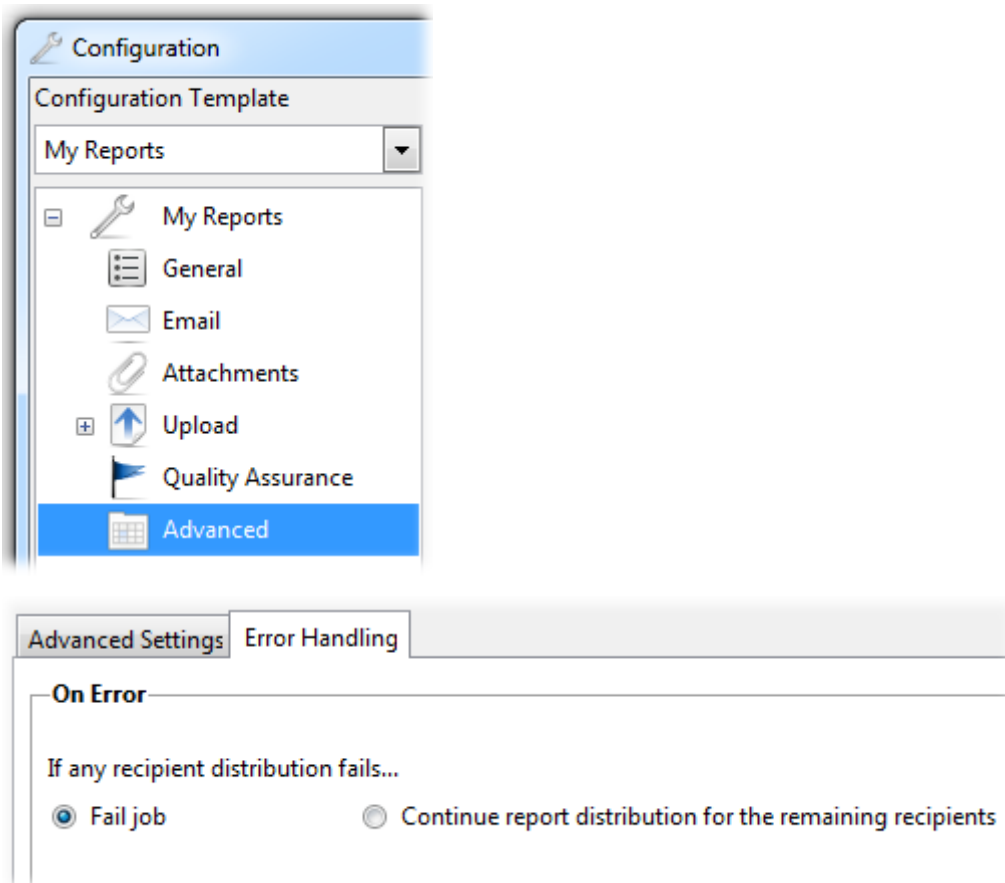 Configuration
Configuration Template
My Reports
My Reports
General
Email
Attachments
Upload
Quality Assurance
Advanced
Advanced Settings Error Handling
On Error
If any recipient distribution fails...
Fail job Continue report distribution for the remaining recipients